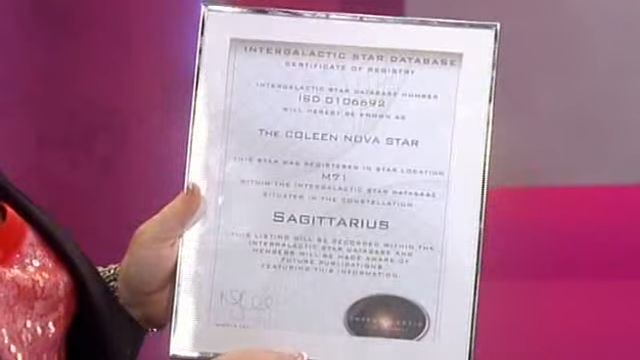 INTERGALACTIC STAR DATABASE
CERTIFICATE OF REGISTRY
INTERGALACTIC STAR DATABASE NUMBER
ISD 0106692
WILL HEREBY BE KNOWN AS
THE COLEEN NOVA STAR
THIS STAR WAS REGISTERED IN STAR LOCATION
M71
WITHIN THE INTERGALACTIC STAR DATABASE
SITUATED IN THE CONSTELLATION
SAGITTARIUS
THIS LISTING WILL BE RECORDED WITHIN THE
INTERGALACTIC STAR DATABASE AND
MEMBERS WILL BE MADE AWARE OF
FUTURE PUBLICATIONS
FEATURING THIS INFORMATION.
INTERGALACTIC